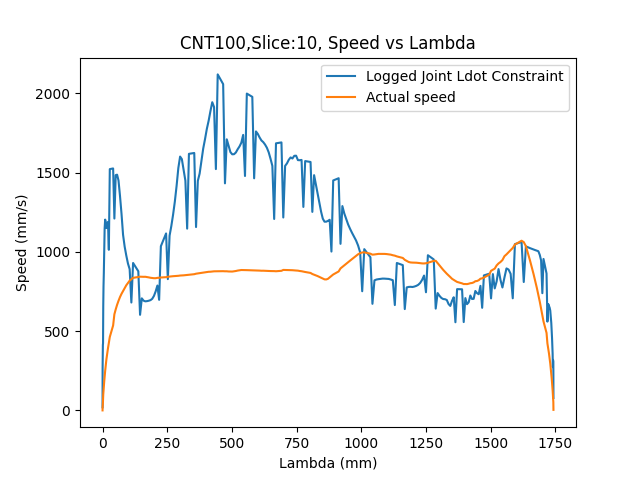 CNT100,Slice:10, Speed vs Lambda
Logged Joint Ldot Constraint
Actual speed
Speed (mm/s)
2000
1500
1000
500
0
0 250 500 750 1000 1250 1500 1750
Lambda (mm)